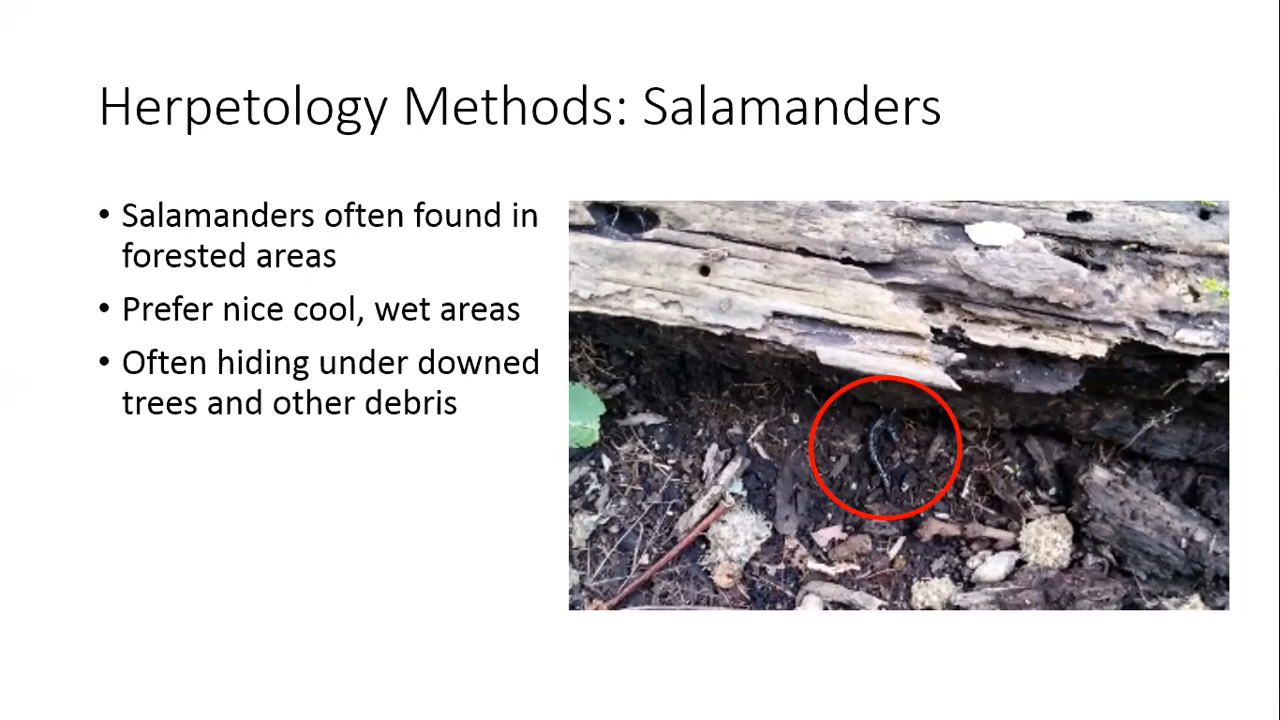 Herpetology Methods: Salamanders
• Salamanders often found in
forested areas
• Prefer nice cool, wet areas
• Often hiding under downed
trees and other debris